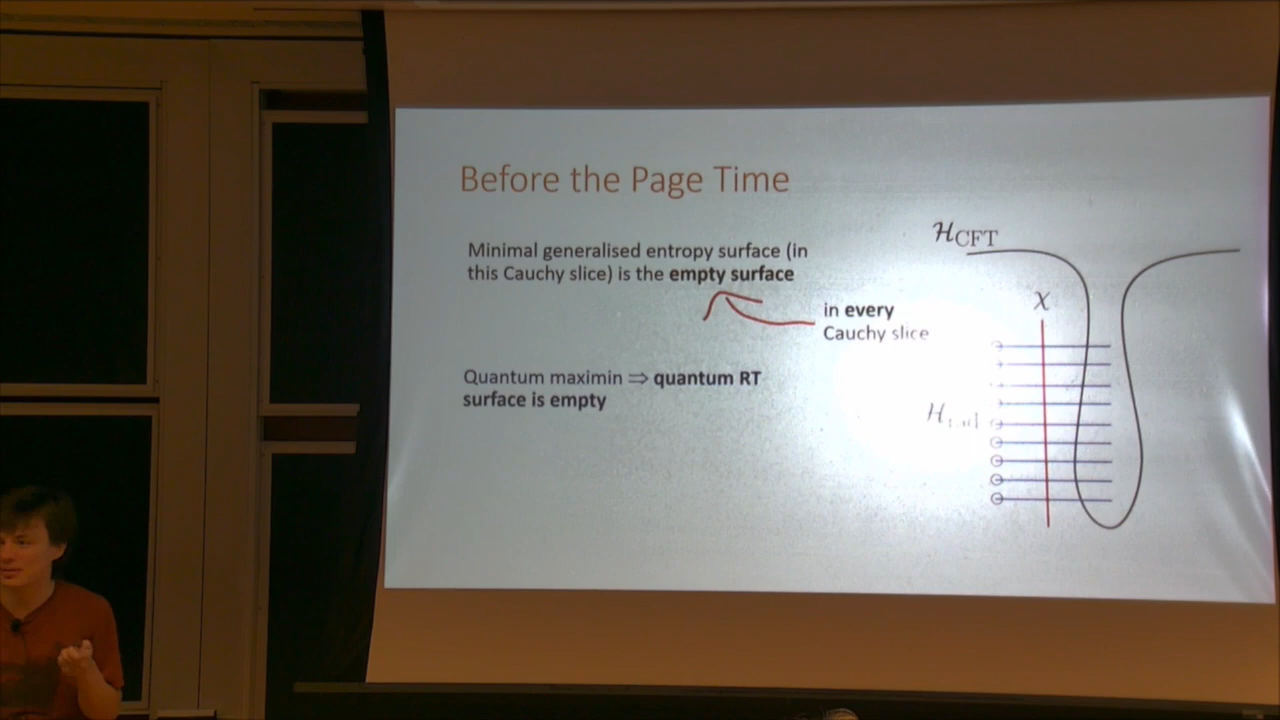 Before the Page Time
Minimal generalised entropy surface (in
this Cauchy slice) is the empty surface
in every
Cauchy slice
Quantum maximin ⇒ quantum RT
surface is empty
ℋCFT
χ